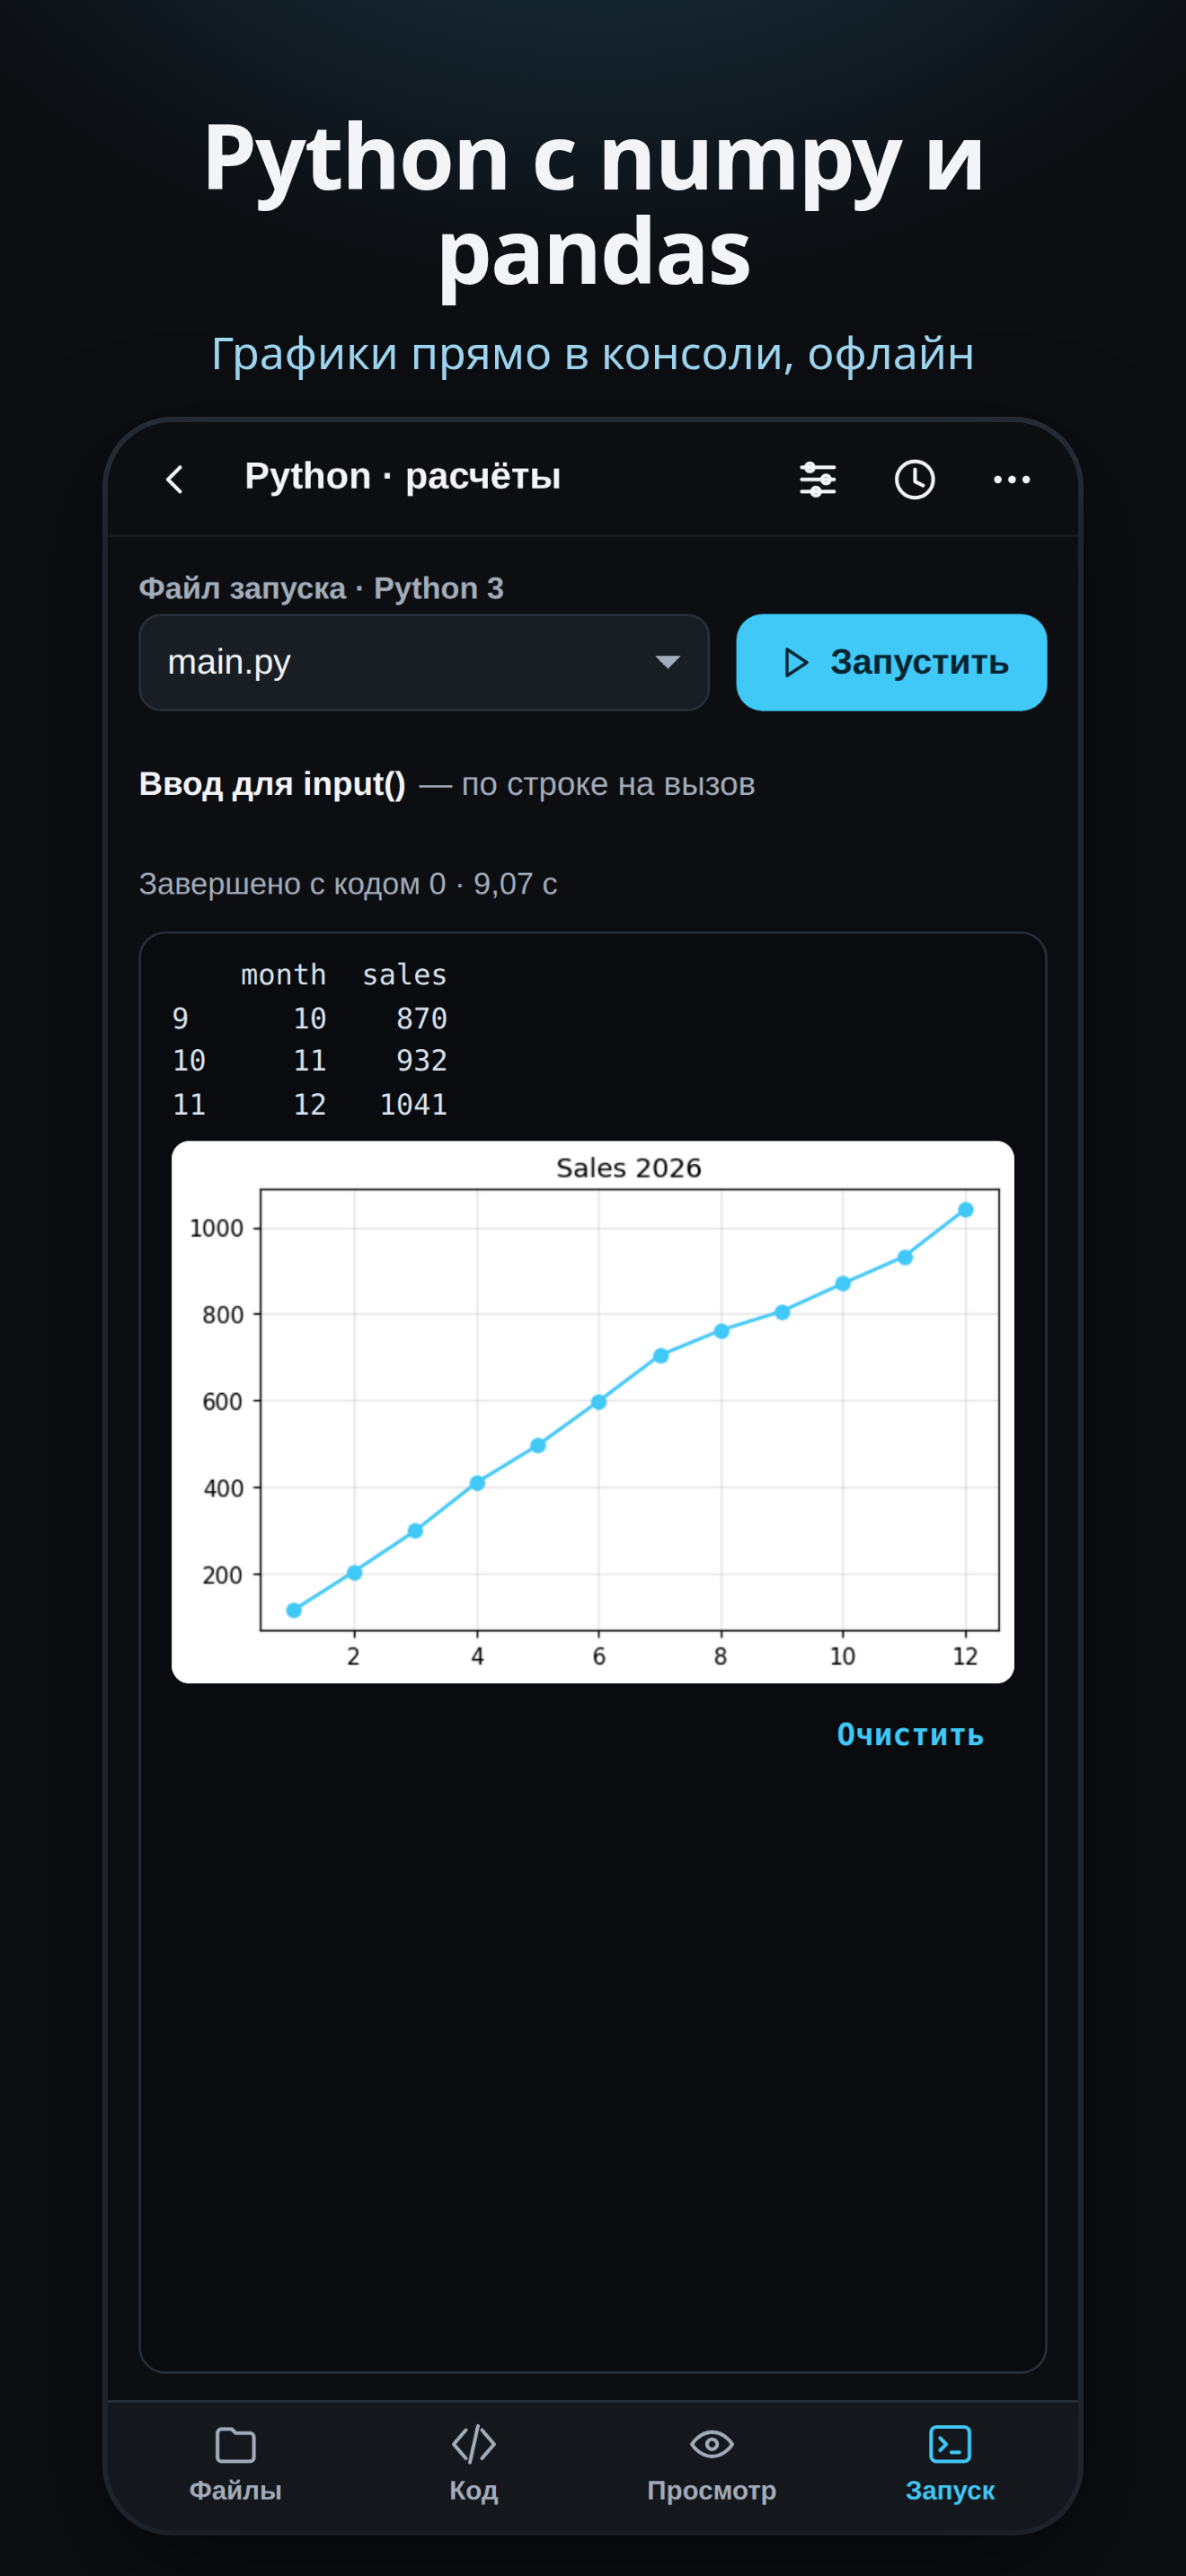 Python с numpy и
pandas
Графики прямо в консоли, офлайн
Python · расчёты
Файл запуска · Python 3
main.py
Запустить
Ввод для input() — по строке на вызов
Завершено с кодом 0 · 9,07 с
month sales
9 10 870
10 11 932
11 12 1041
Sales 2026
1000
800
600
400
200
2 4 6 8 10 12
Очистить
Файлы Код Просмотр Запуск